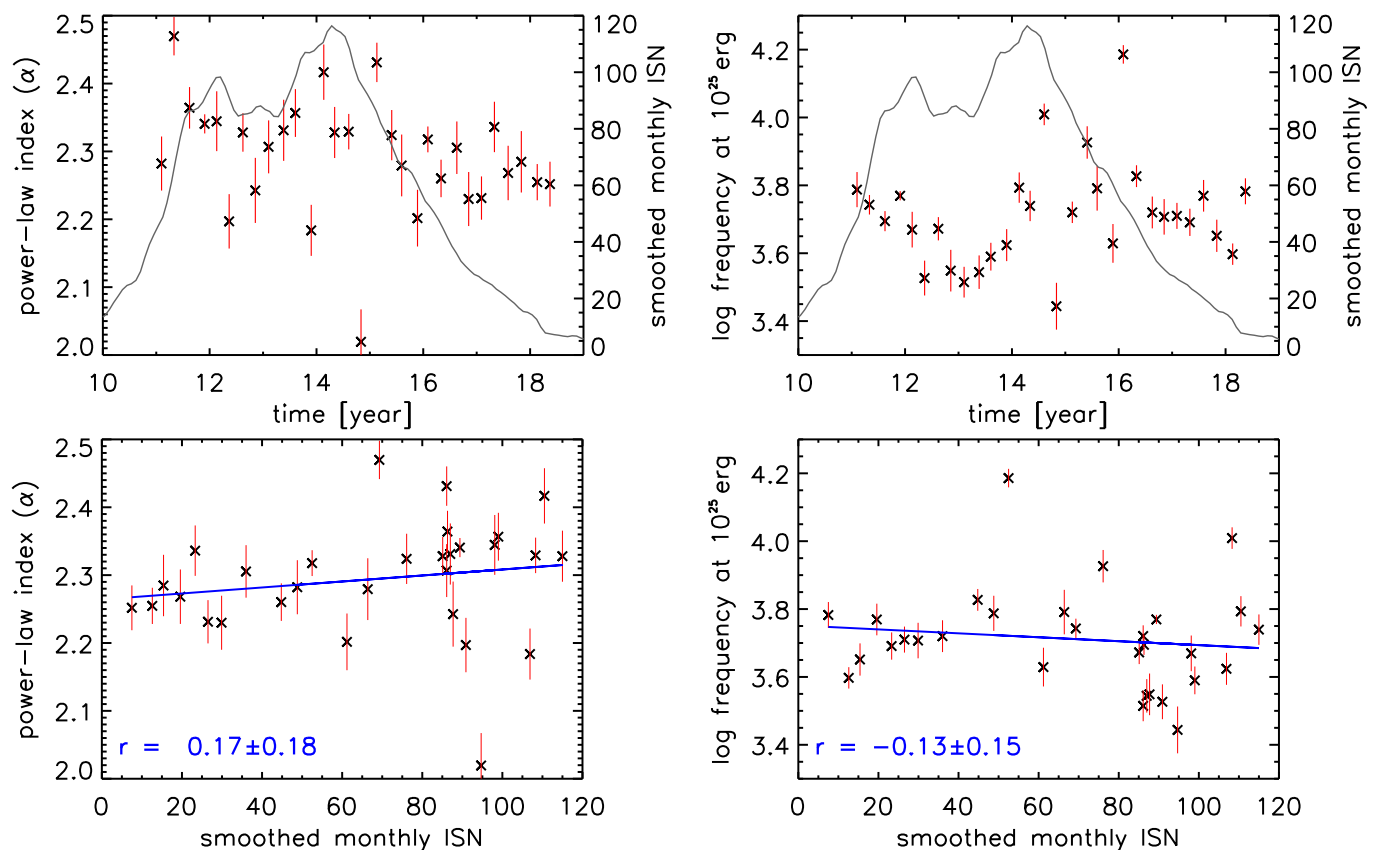 2.5
2.4
2.3
2.2
2.1
2.0
power-law index (α)
120
100
80
60
40
20
0
smoothed monthly ISN
10 12 14 16 18
time [year]
4.2
4.0
3.8
3.6
3.4
log frequency at 10²⁵ erg
120
100
80
60
40
20
0
smoothed monthly ISN
10 12 14 16 18
time [year]
2.5
2.4
2.3
2.2
2.1
2.0
power-law index (α)
r = 0.17±0.18
0 20 40 60 80 100 120
smoothed monthly ISN
4.2
4.0
3.8
3.6
3.4
log frequency at 10²⁵ erg
r = −0.13±0.15
0 20 40 60 80 100 120
smoothed monthly ISN